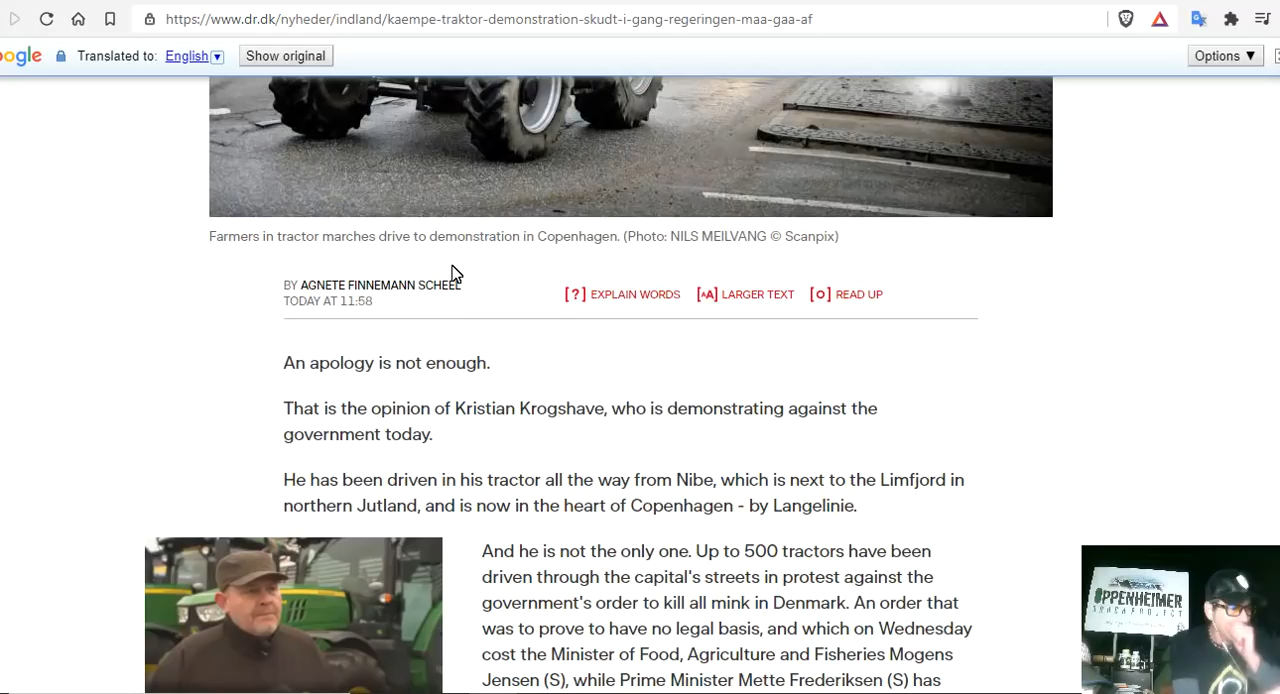 https://www.dr.dk/nyheder/indland/kaempe-traktor-demonstration-skudt-i-gang-regeringen-maa-gaa-af
ogle Translated to: English Show original Options ▼
Farmers in tractor marches drive to demonstration in Copenhagen. (Photo: NILS MEILVANG © Scanpix)
BY AGNETE FINNEMANN SCHEEL
TODAY AT 11:58
[?] EXPLAIN WORDS [AA] LARGER TEXT [O] READ UP
An apology is not enough.
That is the opinion of Kristian Krogshave, who is demonstrating against the
government today.
He has been driven in his tractor all the way from Nibe, which is next to the Limfjord in
northern Jutland, and is now in the heart of Copenhagen - by Langelinie.
And he is not the only one. Up to 500 tractors have been
driven through the capital's streets in protest against the
government's order to kill all mink in Denmark. An order that
was to prove to have no legal basis, and which on Wednesday
cost the Minister of Food, Agriculture and Fisheries Mogens
Jensen (S), while Prime Minister Mette Frederiksen (S) has
OPPENHEIMER